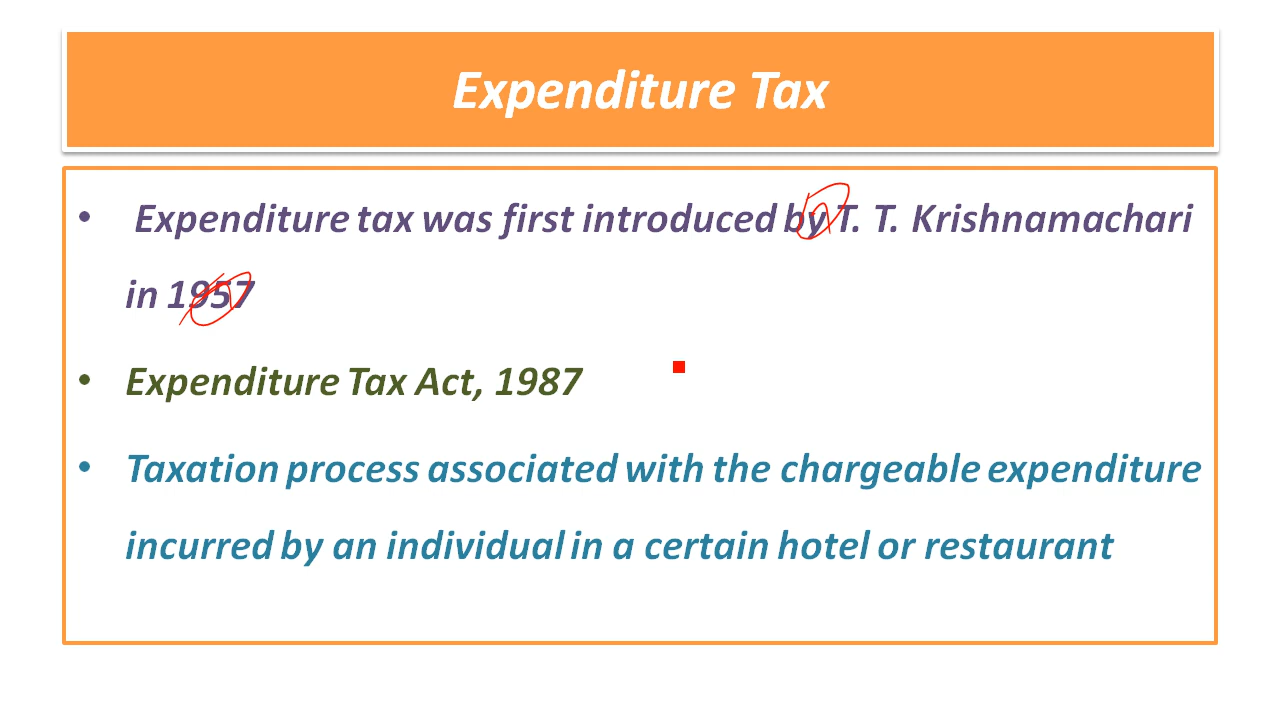 Expenditure Tax
• Expenditure tax was first introduced by T. T. Krishnamachari
in 1957
• Expenditure Tax Act, 1987
• Taxation process associated with the chargeable expenditure
incurred by an individual in a certain hotel or restaurant